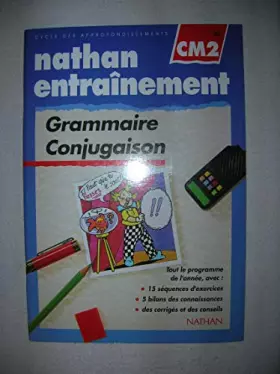 CYCLE DES APPROFONDISSEMENTS
CM2
nathan
entraînement
Grammaire
Conjugaison
!!
Tout le programme
de l'année, avec :
• 15 séquences d'exercices
• 5 bilans des connaissances
• des corrigés et des conseils
NATHAN